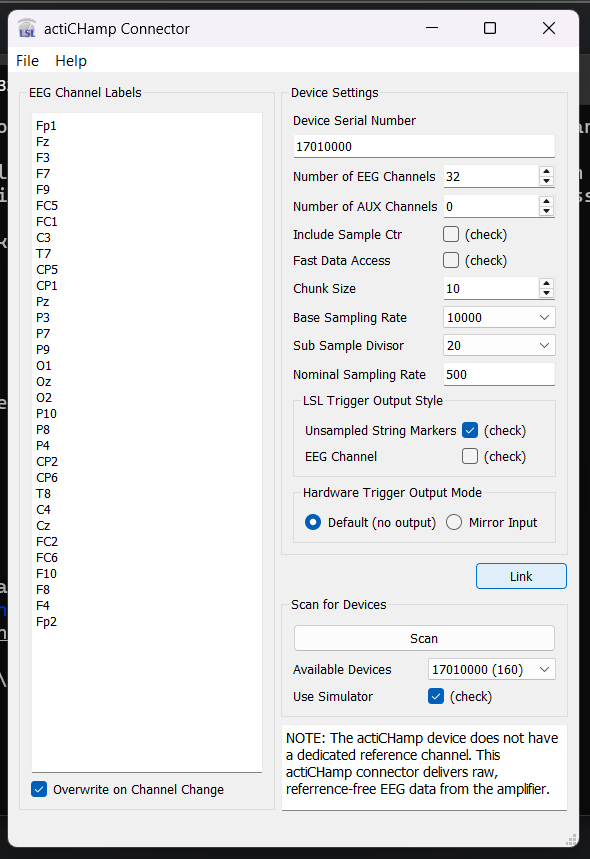 LSL
actiCHamp Connector
File Help
EEG Channel Labels
Fp1
Fz
F3
F7
F9
FC5
FC1
C3
T7
CP5
CP1
Pz
P3
P7
P9
O1
Oz
O2
P10
P8
P4
CP2
CP6
T8
C4
Cz
FC2
FC6
F10
F8
F4
Fp2
Overwrite on Channel Change
Device Settings
Device Serial Number
17010000
Number of EEG Channels 32
Number of AUX Channels 0
Include Sample Ctr (check)
Fast Data Access (check)
Chunk Size 10
Base Sampling Rate 10000
Sub Sample Divisor 20
Nominal Sampling Rate 500
LSL Trigger Output Style
Unsampled String Markers (check)
EEG Channel (check)
Hardware Trigger Output Mode
Default (no output) Mirror Input
Link
Scan for Devices
Scan
Available Devices 17010000 (160)
Use Simulator (check)
NOTE: The actiCHamp device does not have
a dedicated reference channel. This
actiCHamp connector delivers raw,
referrence-free EEG data from the amplifier.